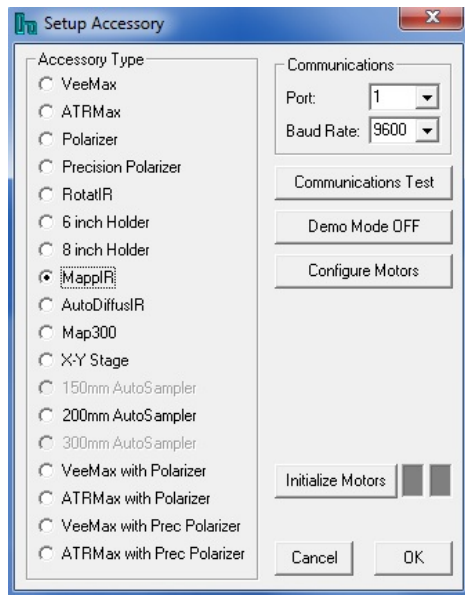 Setup Accessory
Accessory Type
VeeMax
ATRMax
Polarizer
Precision Polarizer
RotatIR
6 inch Holder
8 inch Holder
MappIR
AutoDiffusIR
Map300
X-Y Stage
150mm AutoSampler
200mm AutoSampler
300mm AutoSampler
VeeMax with Polarizer
ATRMax with Polarizer
VeeMax with Prec Polarizer
ATRMax with Prec Polarizer
Communications
Port: 1
Baud Rate: 9600
Communications Test
Demo Mode OFF
Configure Motors
Initialize Motors
Cancel OK